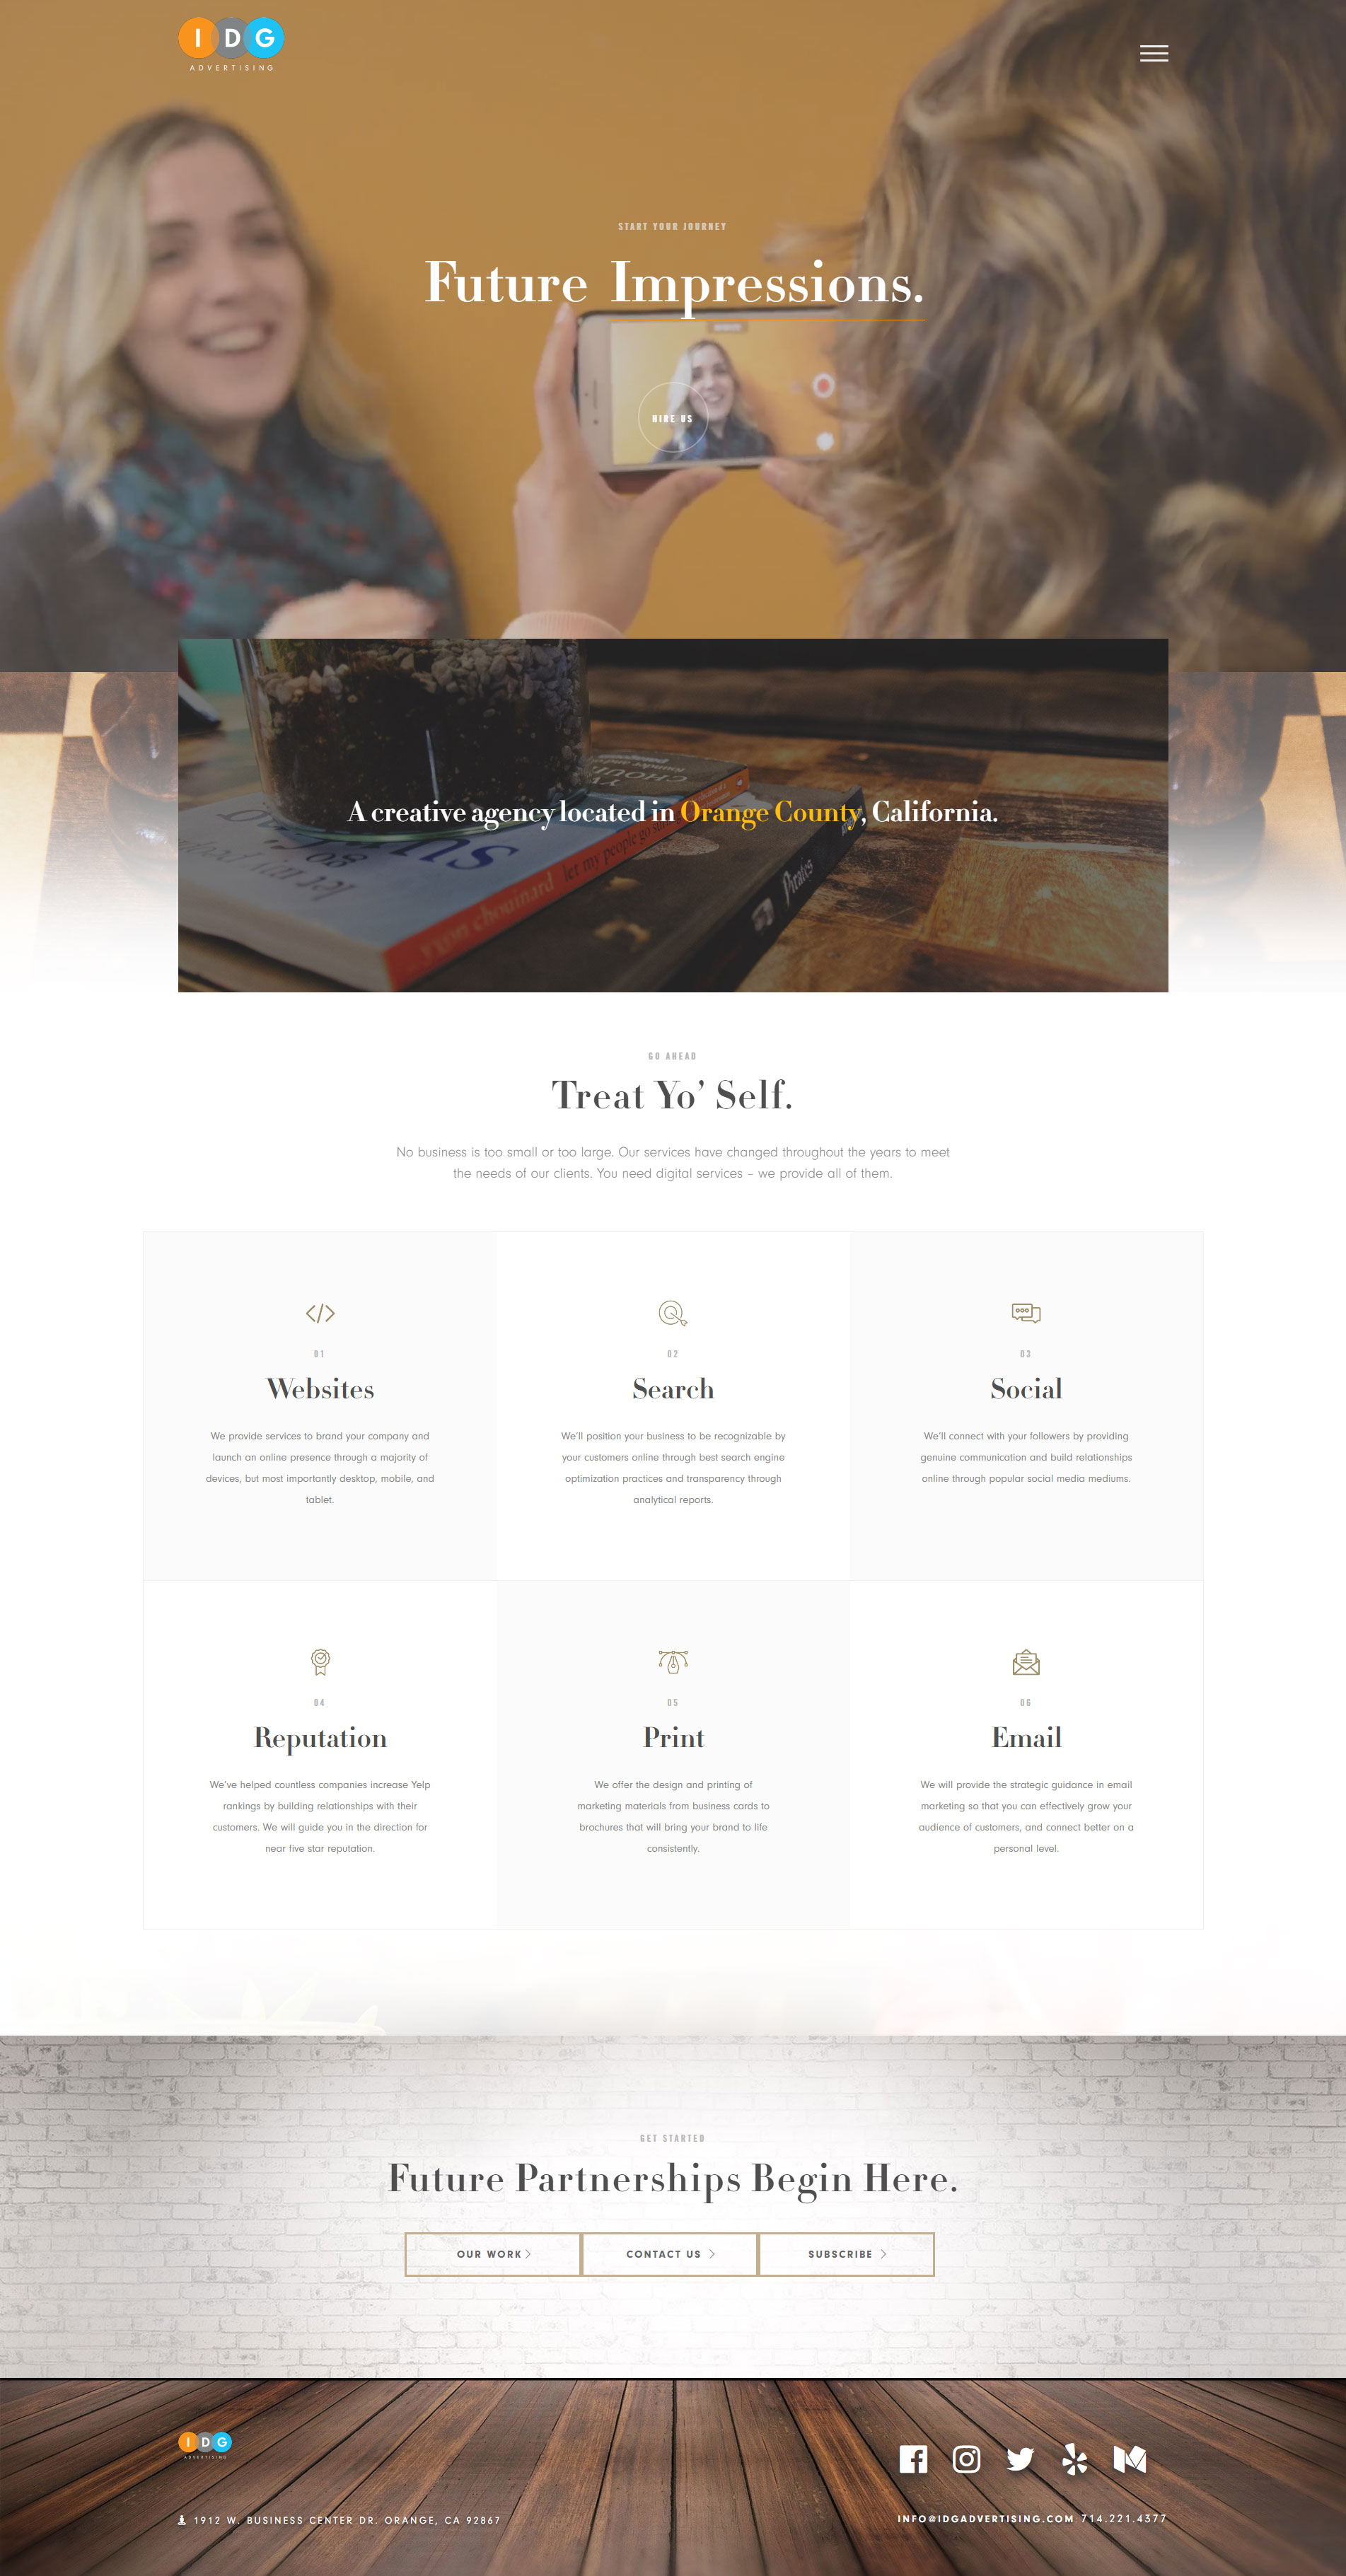 IDG
ADVERTISING
START YOUR JOURNEY
Future Impressions.
HIRE US
A creative agency located in Orange County, California.
let my people go
chouinard
Pirates
GO AHEAD
Treat Yo’ Self.
No business is too small or too large. Our services have changed throughout the years to meet
the needs of our clients. You need digital services – we provide all of them.
01
Websites
We provide services to brand your company and
launch an online presence through a majority of
devices, but most importantly desktop, mobile, and
tablet.
02
Search
We'll position your business to be recognizable by
your customers online through best search engine
optimization practices and transparency through
analytical reports.
03
Social
We'll connect with your followers by providing
genuine communication and build relationships
online through popular social media mediums.
04
Reputation
We've helped countless companies increase Yelp
rankings by building relationships with their
customers. We will guide you in the direction for
near five star reputation.
05
Print
We offer the design and printing of
marketing materials from business cards to
brochures that will bring your brand to life
consistently.
06
Email
We will provide the strategic guidance in email
marketing so that you can effectively grow your
audience of customers, and connect better on a
personal level.
GET STARTED
Future Partnerships Begin Here.
OUR WORK
CONTACT US
SUBSCRIBE
IDG
ADVERTISING
1912 W. BUSINESS CENTER DR. ORANGE, CA 92867
INFO@IDGADVERTISING.COM 714.221.4377